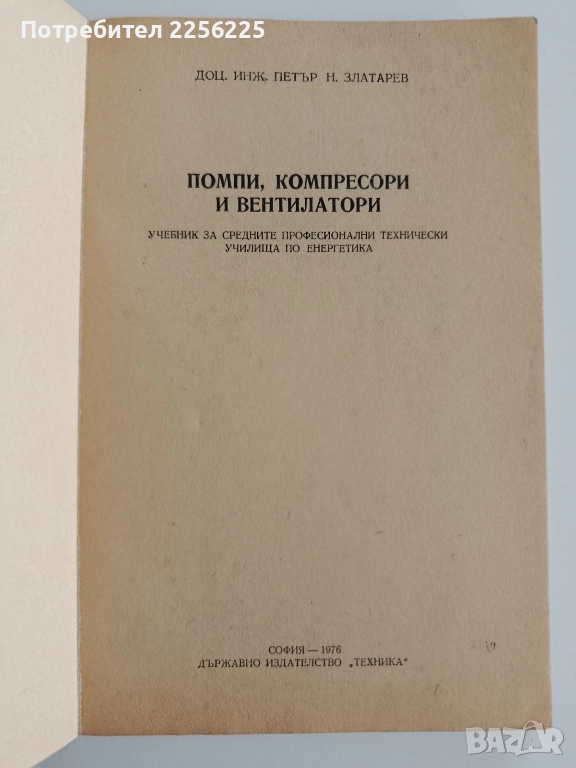 Потребител 2256225
ДОЦ. ИНЖ. ПЕТЪР Н. ЗЛАТАРЕВ
ПОМПИ, КОМПРЕСОРИ
И ВЕНТИЛАТОРИ
УЧЕБНИК ЗА СРЕДНИТЕ ПРОФЕСИОНАЛНИ ТЕХНИЧЕСКИ
УЧИЛИЩА ПО ЕНЕРГЕТИКА
СОФИЯ — 1976
ДЪРЖАВНО ИЗДАТЕЛСТВО „ТЕХНИКА“
BAZAR